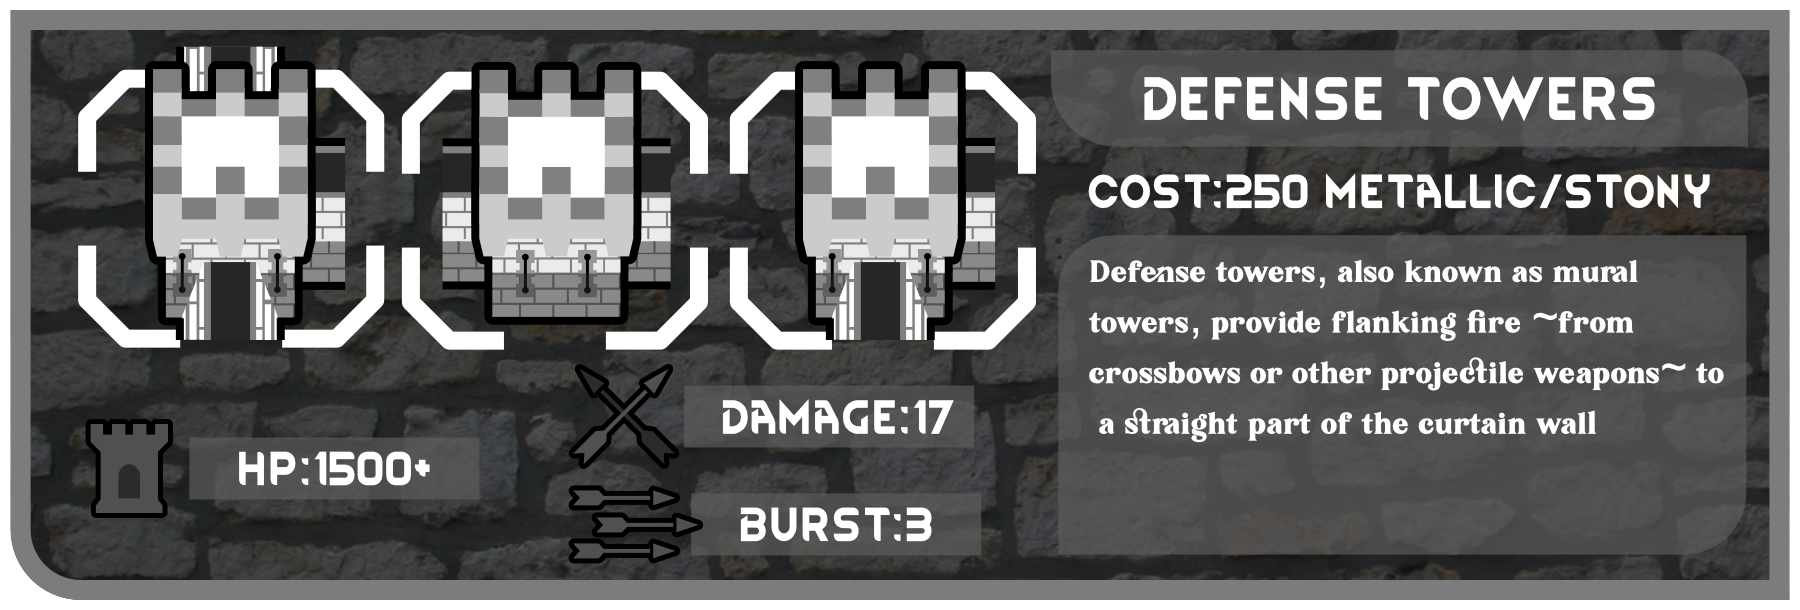 DEFENSE TOWERS
COST:250 METALLIC/STONY
Defense towers, also known as mural
towers, provide flanking fire ~from
crossbows or other projectile weapons~ to
a straight part of the curtain wall
HP:1500+
DAMAGE:17
BURST:3